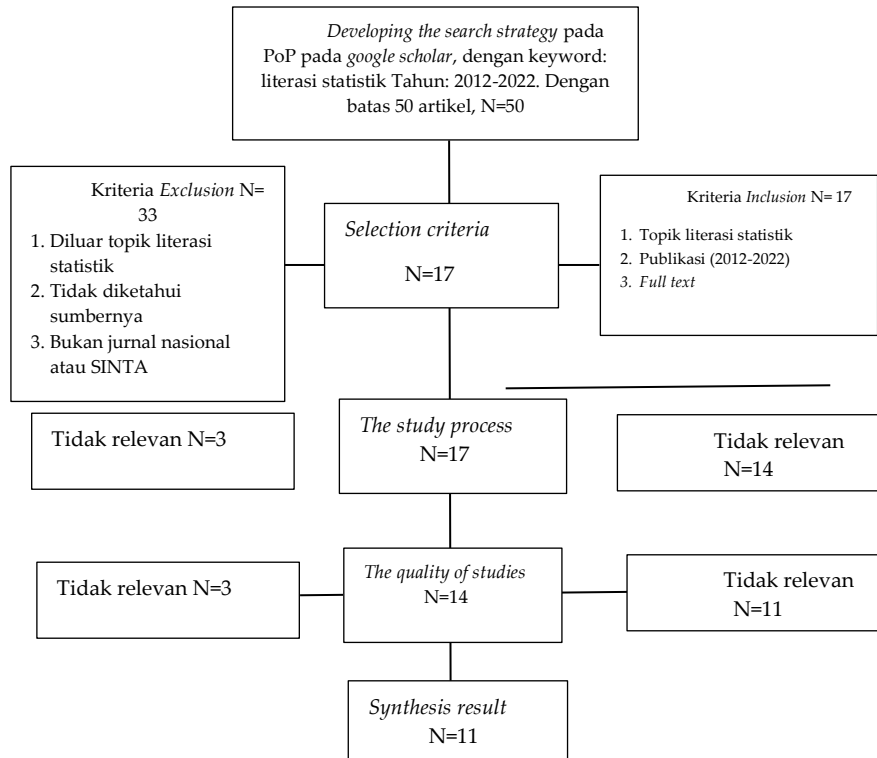 Developing the search strategy pada
PoP pada google scholar, dengan keyword:
literasi statistik Tahun: 2012-2022. Dengan
batas 50 artikel, N=50
Kriteria Exclusion N=
33
1. Diluar topik literasi
statistik
2. Tidak diketahui
sumbernya
3. Bukan jurnal nasional
atau SINTA
Selection criteria
N=17
Kriteria Inclusion N= 17
1. Topik literasi statistik
2. Publikasi (2012-2022)
3. Full text
Tidak relevan N=3
The study process
N=17
Tidak relevan
N=14
Tidak relevan N=3
The quality of studies
N=14
Tidak relevan
N=11
Synthesis result
N=11